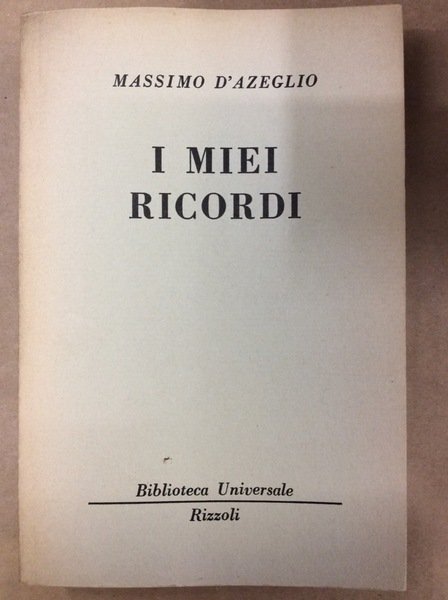 MASSIMO D'AZEGLIO
I MIEI
RICORDI
Biblioteca Universale
Rizzoli